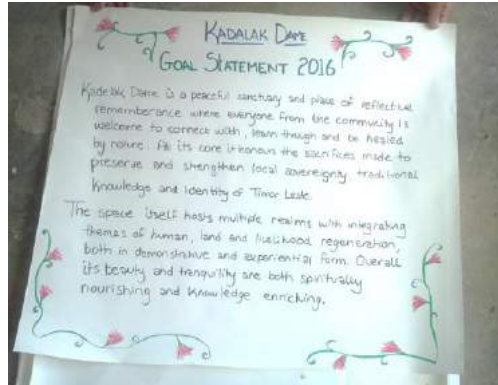 KADALAK DAME
GOAL STATEMENT 2016
Kadalak Dame is a peaceful sanctuary and place of reflective
rememberance where everyone from the community is
welcome to connect with, learn though and be healed
by nature. At its core it honours the sacrifices made to
preserve and strengthen local sovereignty, traditional
knowledge and identity of Timor Leste.
The space itself hosts multiple realms with integrating
themes of human, land and livelihood regeneration,
both in demonstrative and experiential form. Overall
its beauty and tranquility are both spiritually
nourishing and knowledge enriching.